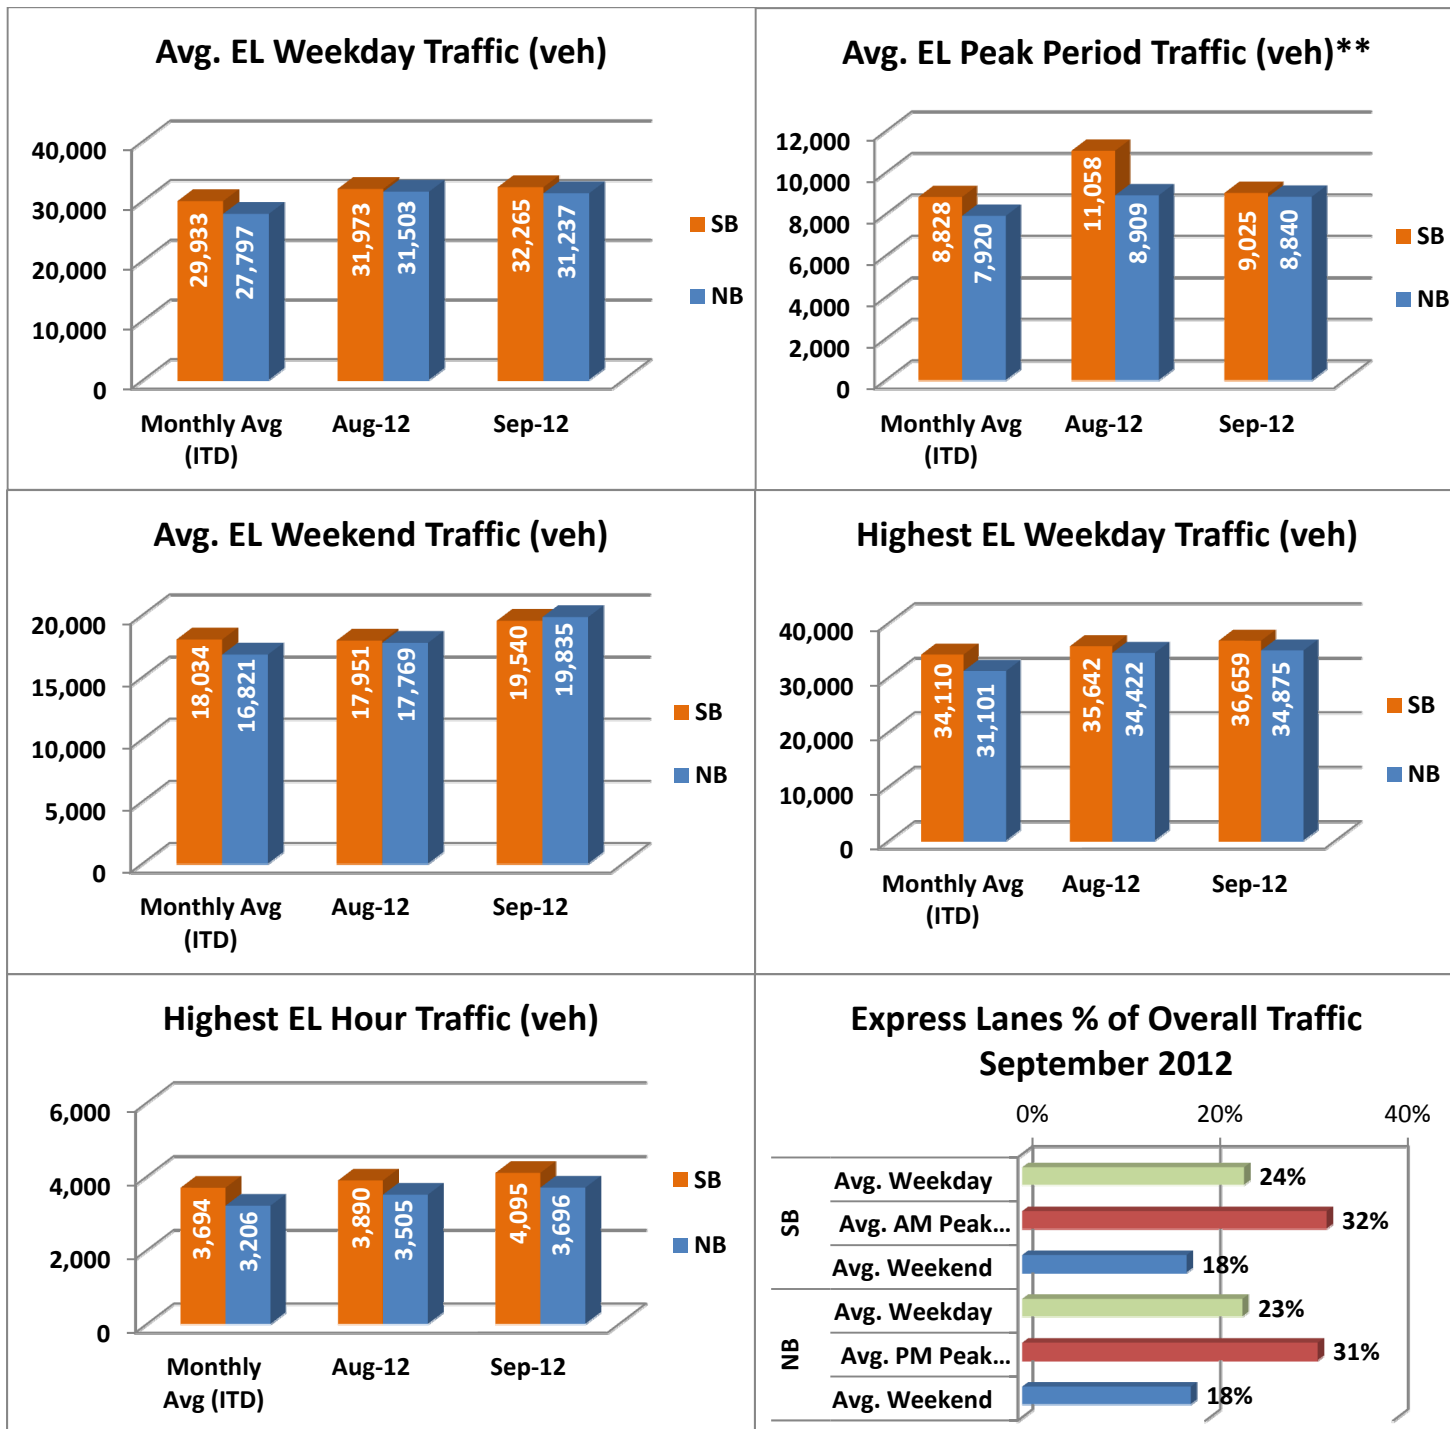 Avg. EL Weekday Traffic (veh)
40,000
30,000
20,000
10,000
0
29,933
27,797
31,973
31,503
32,265
31,237
SB
NB
Monthly Avg
(ITD)
Aug-12
Sep-12
Avg. EL Peak Period Traffic (veh)**
12,000
10,000
8,000
6,000
4,000
2,000
0
8,828
7,920
11,058
8,909
9,025
8,840
SB
NB
Monthly Avg
(ITD)
Aug-12
Sep-12
Avg. EL Weekend Traffic (veh)
20,000
15,000
10,000
5,000
0
18,034
16,821
17,951
17,769
19,540
19,835
SB
NB
Monthly Avg
(ITD)
Aug-12
Sep-12
Highest EL Weekday Traffic (veh)
40,000
30,000
20,000
10,000
0
34,110
31,101
35,642
34,422
36,659
34,875
SB
NB
Monthly Avg
(ITD)
Aug-12
Sep-12
Highest EL Hour Traffic (veh)
6,000
4,000
2,000
0
3,694
3,206
3,890
3,505
4,095
3,696
SB
NB
Monthly
Avg (ITD)
Aug-12
Sep-12
Express Lanes % of Overall Traffic
September 2012
0% 20% 40%
SB
Avg. Weekday 24%
Avg. AM Peak... 32%
Avg. Weekend 18%
NB
Avg. Weekday 23%
Avg. PM Peak... 31%
Avg. Weekend 18%